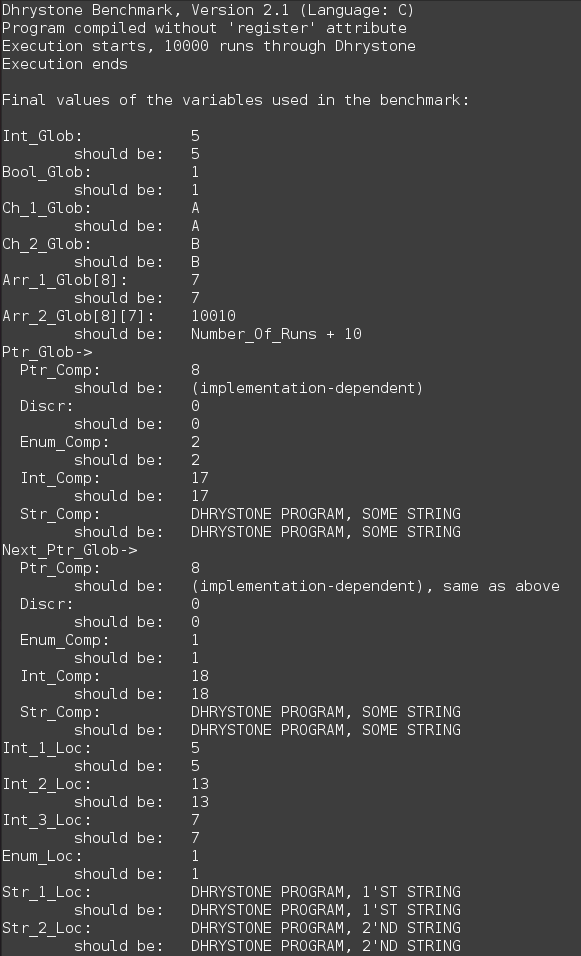 Dhrystone Benchmark, Version 2.1 (Language: C)
Program compiled without 'register' attribute
Execution starts, 10000 runs through Dhrystone
Execution ends

Final values of the variables used in the benchmark:

Int_Glob:            5
        should be:   5
Bool_Glob:           1
        should be:   1
Ch_1_Glob:           A
        should be:   A
Ch_2_Glob:           B
        should be:   B
Arr_1_Glob[8]:       7
        should be:   7
Arr_2_Glob[8][7]:    10010
        should be:   Number_Of_Runs + 10
Ptr_Glob->
  Ptr_Comp:          8
        should be:   (implementation-dependent)
  Discr:             0
        should be:   0
  Enum_Comp:         2
        should be:   2
  Int_Comp:          17
        should be:   17
  Str_Comp:          DHRYSTONE PROGRAM, SOME STRING
        should be:   DHRYSTONE PROGRAM, SOME STRING
Next_Ptr_Glob->
  Ptr_Comp:          8
        should be:   (implementation-dependent), same as above
  Discr:             0
        should be:   0
  Enum_Comp:         1
        should be:   1
  Int_Comp:          18
        should be:   18
  Str_Comp:          DHRYSTONE PROGRAM, SOME STRING
        should be:   DHRYSTONE PROGRAM, SOME STRING
Int_1_Loc:           5
        should be:   5
Int_2_Loc:           13
        should be:   13
Int_3_Loc:           7
        should be:   7
Enum_Loc:            1
        should be:   1
Str_1_Loc:           DHRYSTONE PROGRAM, 1'ST STRING
        should be:   DHRYSTONE PROGRAM, 1'ST STRING
Str_2_Loc:           DHRYSTONE PROGRAM, 2'ND STRING
        should be:   DHRYSTONE PROGRAM, 2'ND STRING